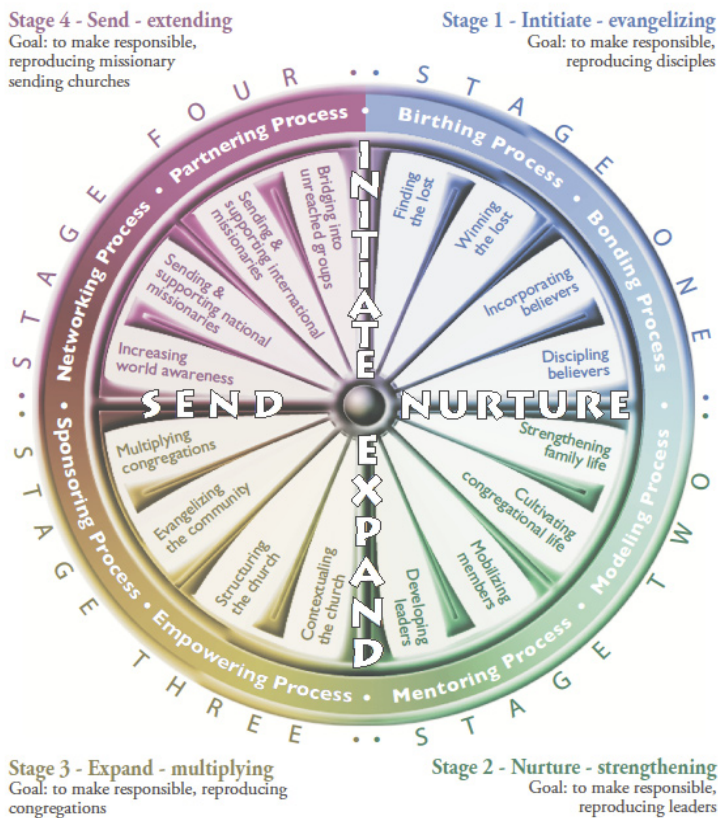 Stage 4 - Send - extending
Goal: to make responsible,
reproducing missionary
sending churches
Stage 1 - Intitiate - evangelizing
Goal: to make responsible,
reproducing disciples
STAGE ONE
Birthing Process • Bonding Process
Finding
the lost
Winning
the lost
Incorporating
believers
Discipling
believers
INITIATE
NURTURE
STAGE TWO
Modeling Process • Mentoring Process
Strengthening
family life
Cultivating
congregational life
Mobilizing
members
Developing
leaders
EXPAND
STAGE THREE
Empowering Process • Sponsoring Process
Contextualing
the church
Structuring
the church
Evangelizing
the community
Multiplying
congregations
SEND
STAGE FOUR
Networking Process • Partnering Process
Increasing
world awareness
Sending &
supporting national
missionaries
Sending &
supporting international
missionaries
Bridging into
unreached groups
Stage 3 - Expand - multiplying
Goal: to make responsible, reproducing
congregations
Stage 2 - Nurture - strengthening
Goal: to make responsible,
reproducing leaders